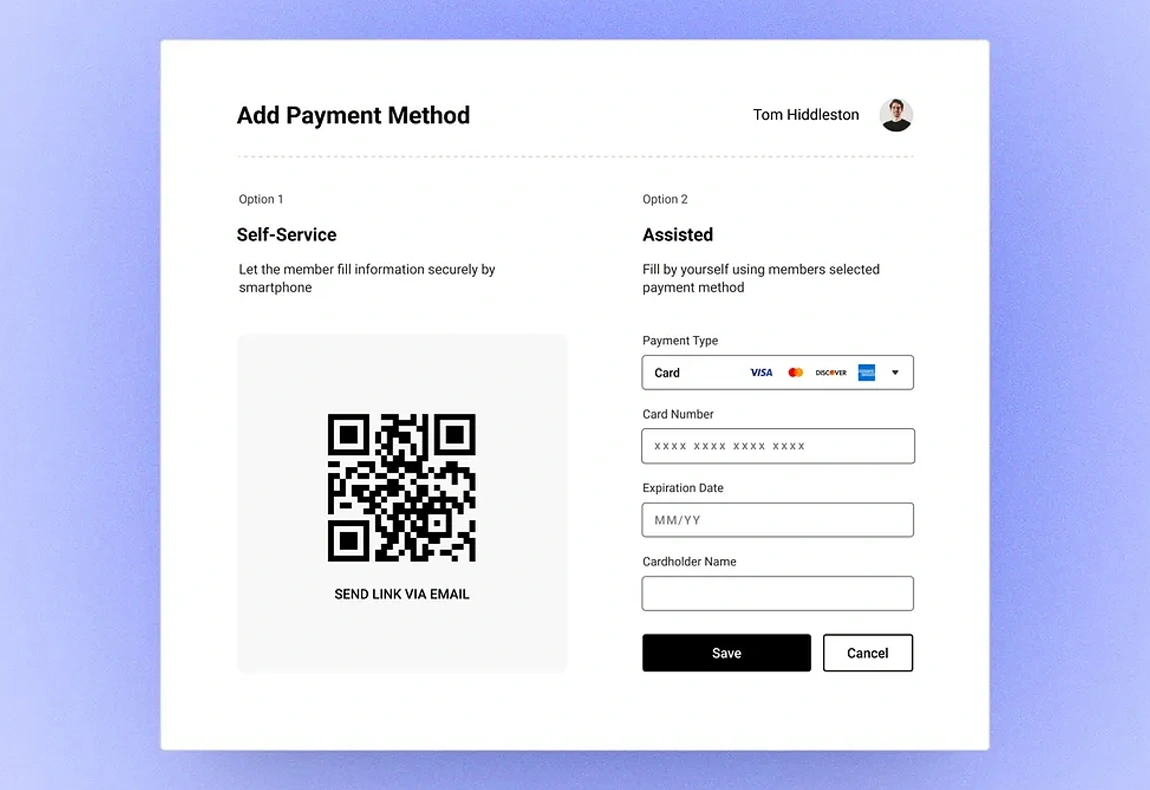 Add Payment Method
Tom Hiddleston
Option 1
Self-Service
Let the member fill information securely by
smartphone
SEND LINK VIA EMAIL
Option 2
Assisted
Fill by yourself using members selected
payment method
Payment Type
Card VISA DISCOVER
Card Number
xxxx xxxx xxxx xxxx
Expiration Date
MM/YY
Cardholder Name
Save Cancel